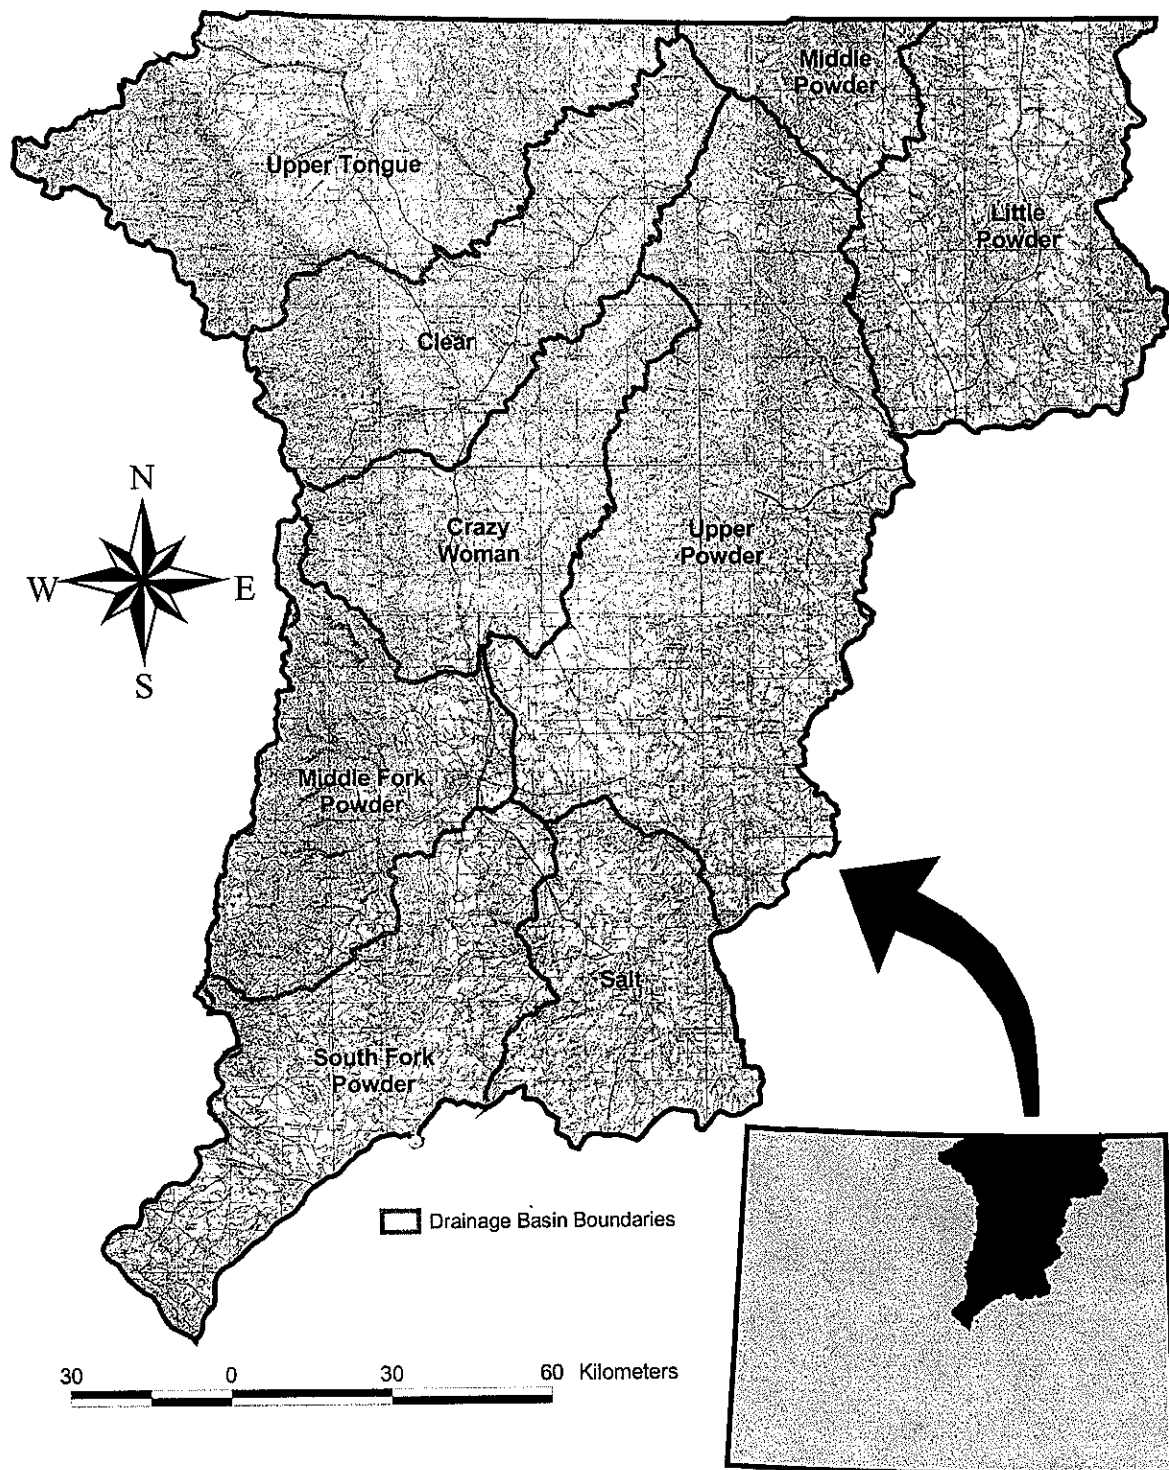 Middle
Powder
Upper Tongue
Little
Powder
Clear
N
W
E
S
Crazy
Woman
Upper
Powder
Middle Fork
Powder
Salt
South Fork
Powder
Drainage Basin Boundaries
30 0 30 60 Kilometers